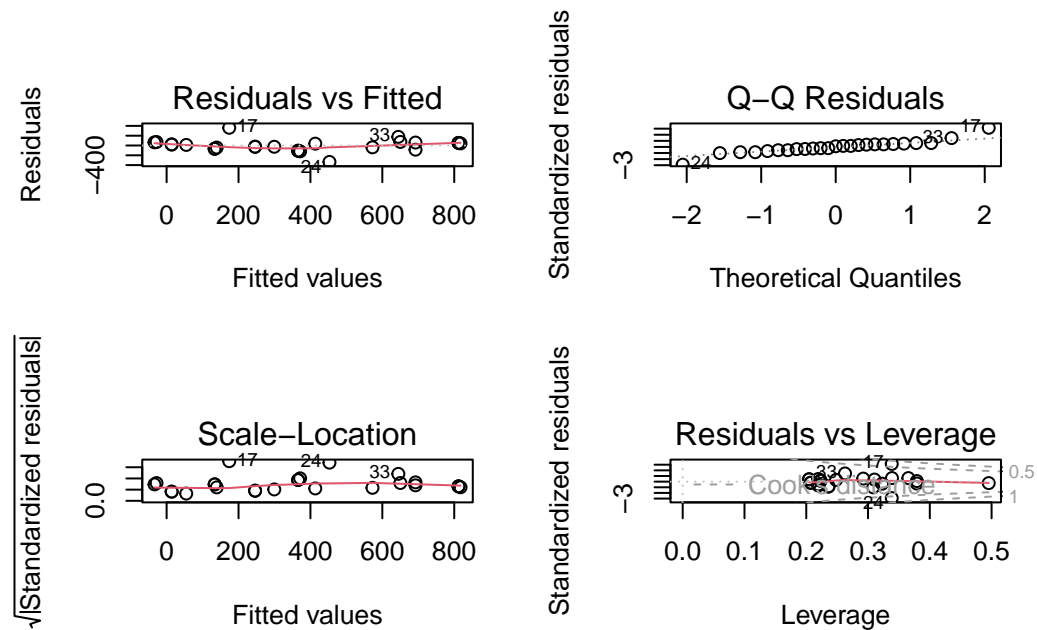 Residuals vs Fitted
Residuals
−400
17
33
24
0 200 400 600 800
Fitted values
Q−Q Residuals
Standardized residuals
−3
17
33
24
−2 −1 0 1 2
Theoretical Quantiles
Scale−Location
√|Standardized residuals|
0.0
17
24
33
0 200 400 600 800
Fitted values
Residuals vs Leverage
Standardized residuals
−3
17
33
24
Cook's distance
0.5
1
0.0 0.1 0.2 0.3 0.4 0.5
Leverage